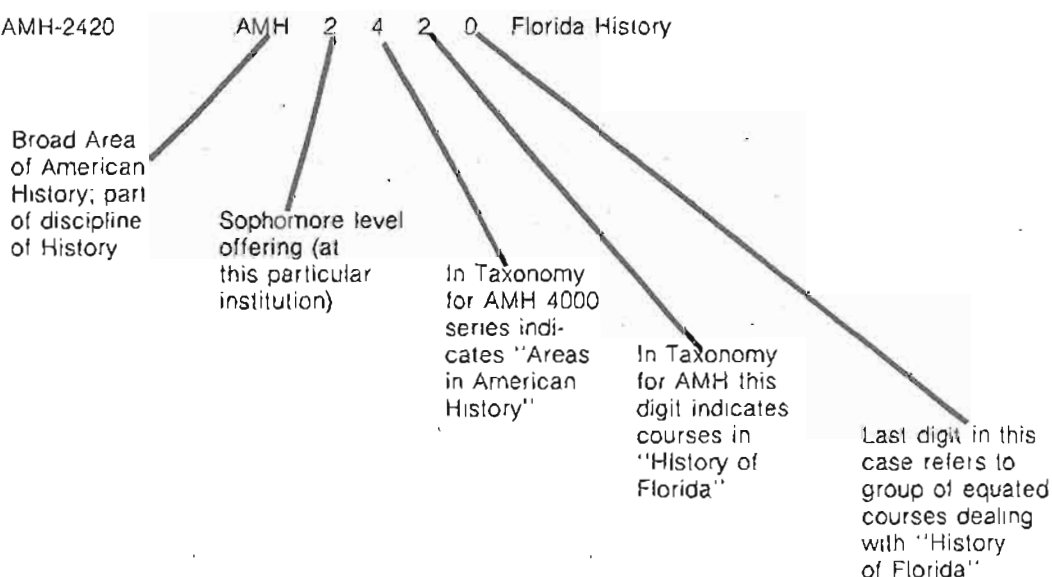 AMH-2420 AMH 2 4 2 0 Florida History
Broad Area
of American
History; part
of discipline
of History
Sophomore level
offering (at
this particular
institution)
In Taxonomy
for AMH 4000
series indi-
cates "Areas
in American
History"
In Taxonomy
for AMH this
digit indicates
courses in
"History of
Florida"
Last digit in this
case refers to
group of equated
courses dealing
with "History
of Florida"